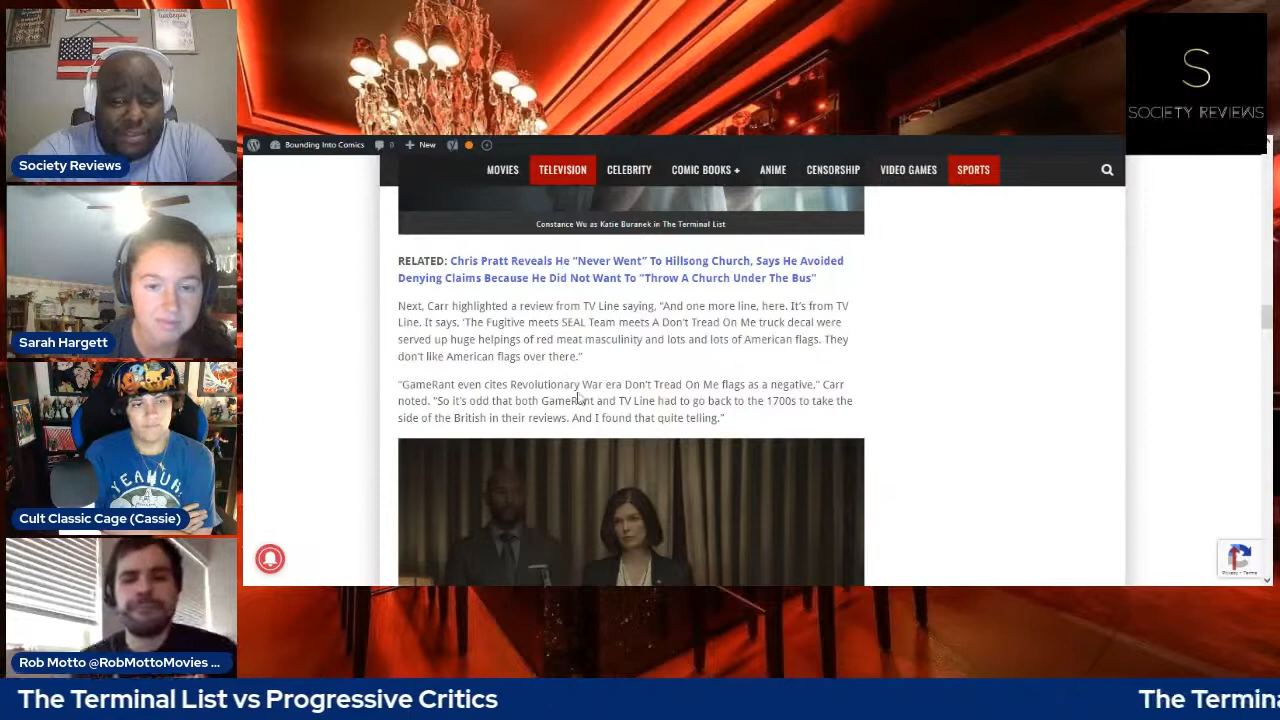 Society Reviews
Sarah Hargett
YEAHUR
Cult Classic Cage (Cassie)
Rob Motto @RobMottoMovies ...
S
SOCIETY REVIEWS
Bounding Into Comics
0
New
MOVIES
TELEVISION
CELEBRITY
COMIC BOOKS +
ANIME
CENSORSHIP
VIDEO GAMES
SPORTS
Constance Wu as Katie Buranek in The Terminal List
RELATED: Chris Pratt Reveals He “Never Went” To Hillsong Church, Says He Avoided
Denying Claims Because He Did Not Want To “Throw A Church Under The Bus”
Next, Carr highlighted a review from TV Line saying, “And one more line, here. It’s from TV
Line. It says, ‘The Fugitive meets SEAL Team meets A Don’t Tread On Me truck decal were
served up huge helpings of red meat masculinity and lots and lots of American flags. They
don’t like American flags over there.”
“GameRant even cites Revolutionary War era Don’t Tread On Me flags as a negative,” Carr
noted. “So it’s odd that both GameRant and TV Line had to go back to the 1700s to take the
side of the British in their reviews. And I found that quite telling.”
Privacy - Terms
The Terminal List vs Progressive Critics
The Termina